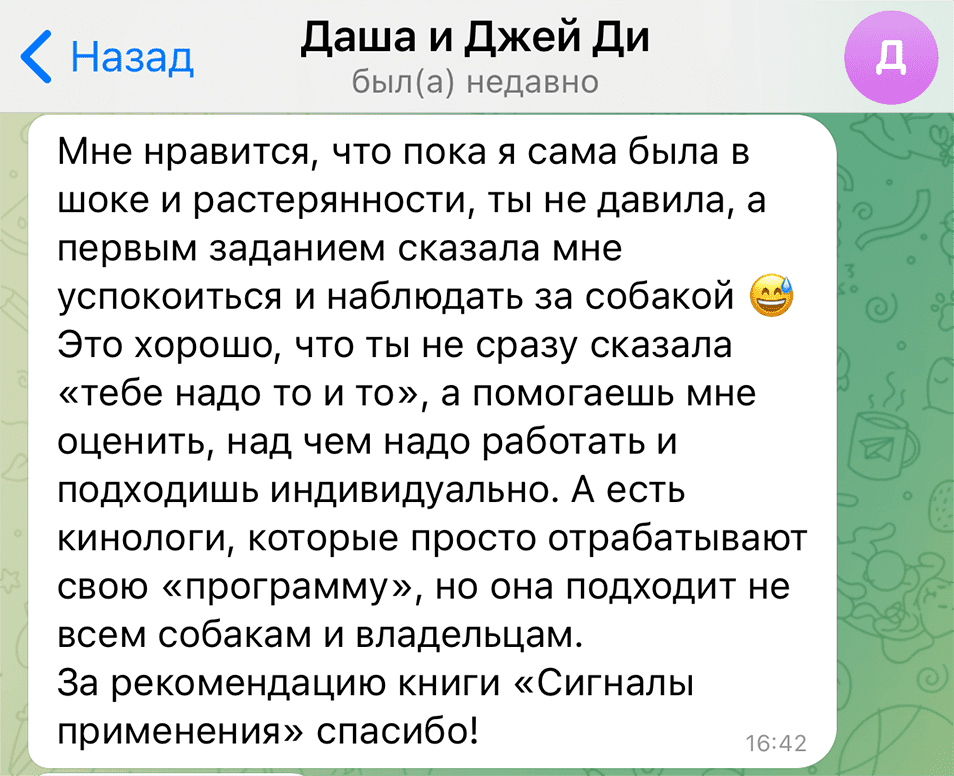 Назад
Даша и Джей Ди
был(а) недавно
Д
Мне нравится, что пока я сама была в
шоке и растерянности, ты не давила, а
первым заданием сказала мне
успокоиться и наблюдать за собакой 😅
Это хорошо, что ты не сразу сказала
«тебе надо то и то», а помогаешь мне
оценить, над чем надо работать и
подходишь индивидуально. А есть
кинологи, которые просто отрабатывают
свою «программу», но она подходит не
всем собакам и владельцам.
За рекомендацию книги «Сигналы
применения» спасибо!
16:42